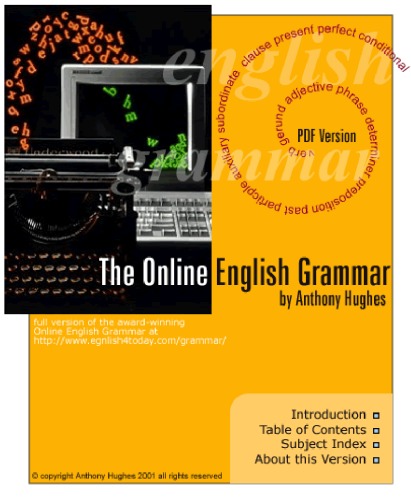 english
auxiliary subordinate clause present perfect conditional
verb gerund adjective phrase determiner preposition past participle
PDF Version
Underwood
grammar
The Online English Grammar
by Anthony Hughes
full version of the award-winning
Online English Grammar at
http://www.egnlish4today.com/grammar/
Introduction
Table of Contents
Subject Index
About this Version
© copyright Anthony Hughes 2001 all rights reserved